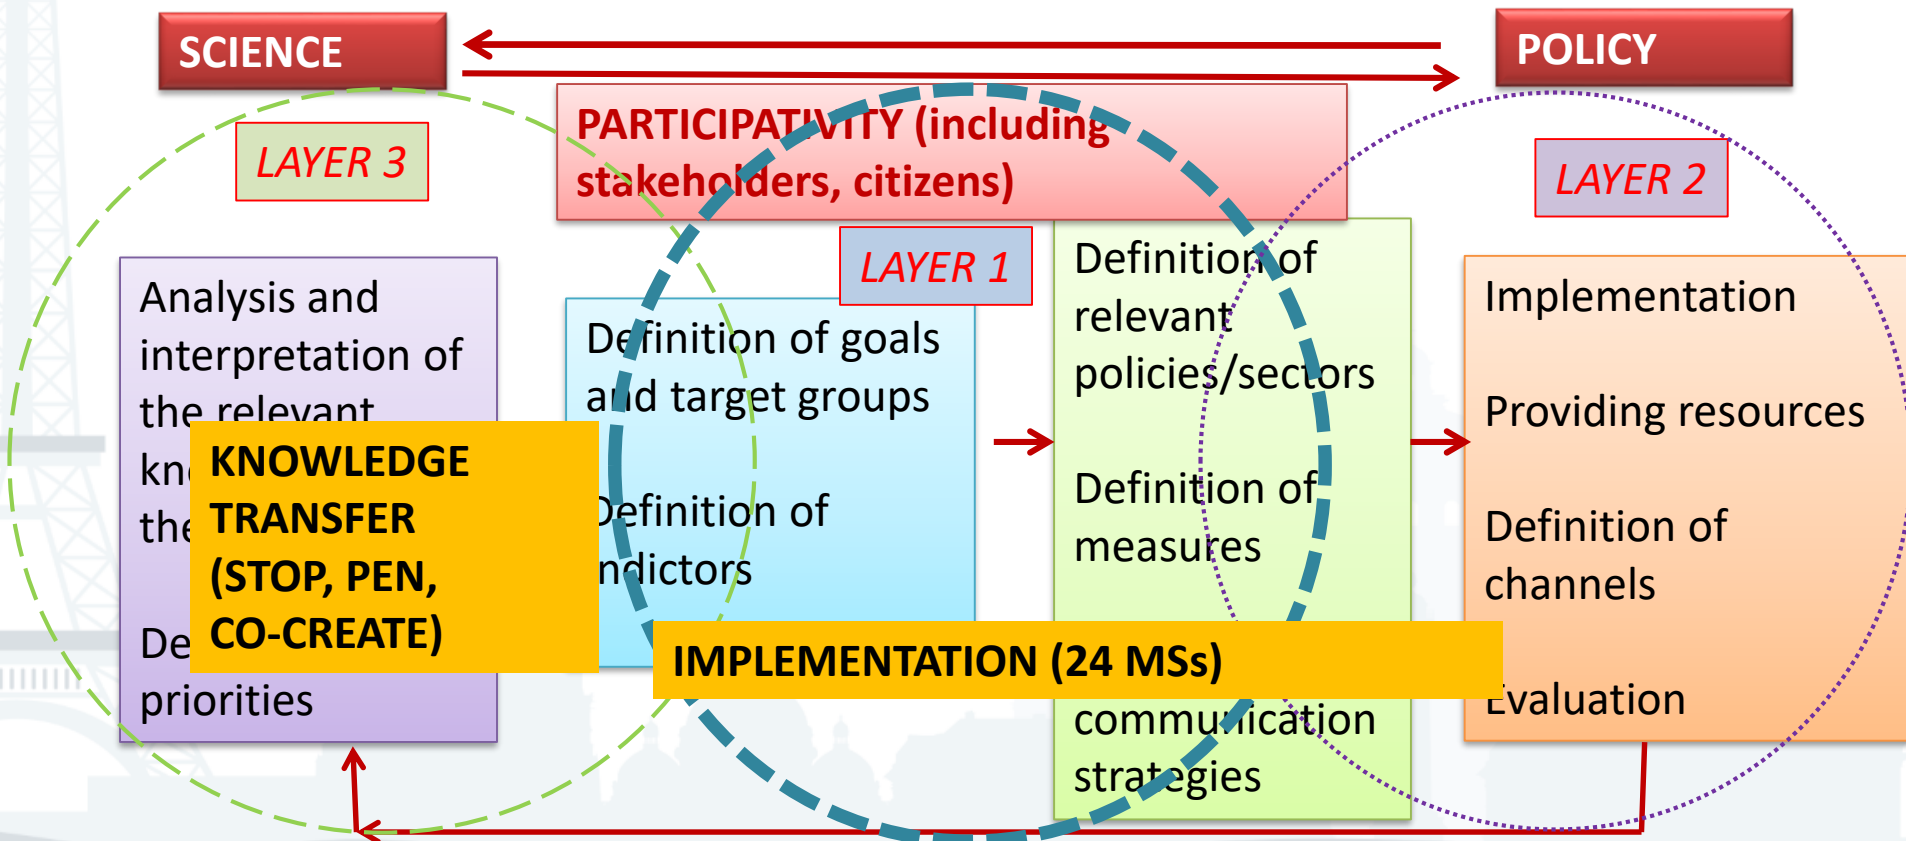 SCIENCE
POLICY
LAYER 3
PARTICIPATIVITY (including
stakeholders, citizens)
LAYER 2
LAYER 1
Analysis and
interpretation of
the relevant
the
priorities
KNOWLEDGE
TRANSFER
(STOP, PEN,
CO-CREATE)
Definition of goals
and target groups
Definition of
indictors
IMPLEMENTATION (24 MSs)
Definition of
relevant
policies/sectors
Definition of
measures
communication
strategies
Implementation
Providing resources
Definition of
channels
Evaluation